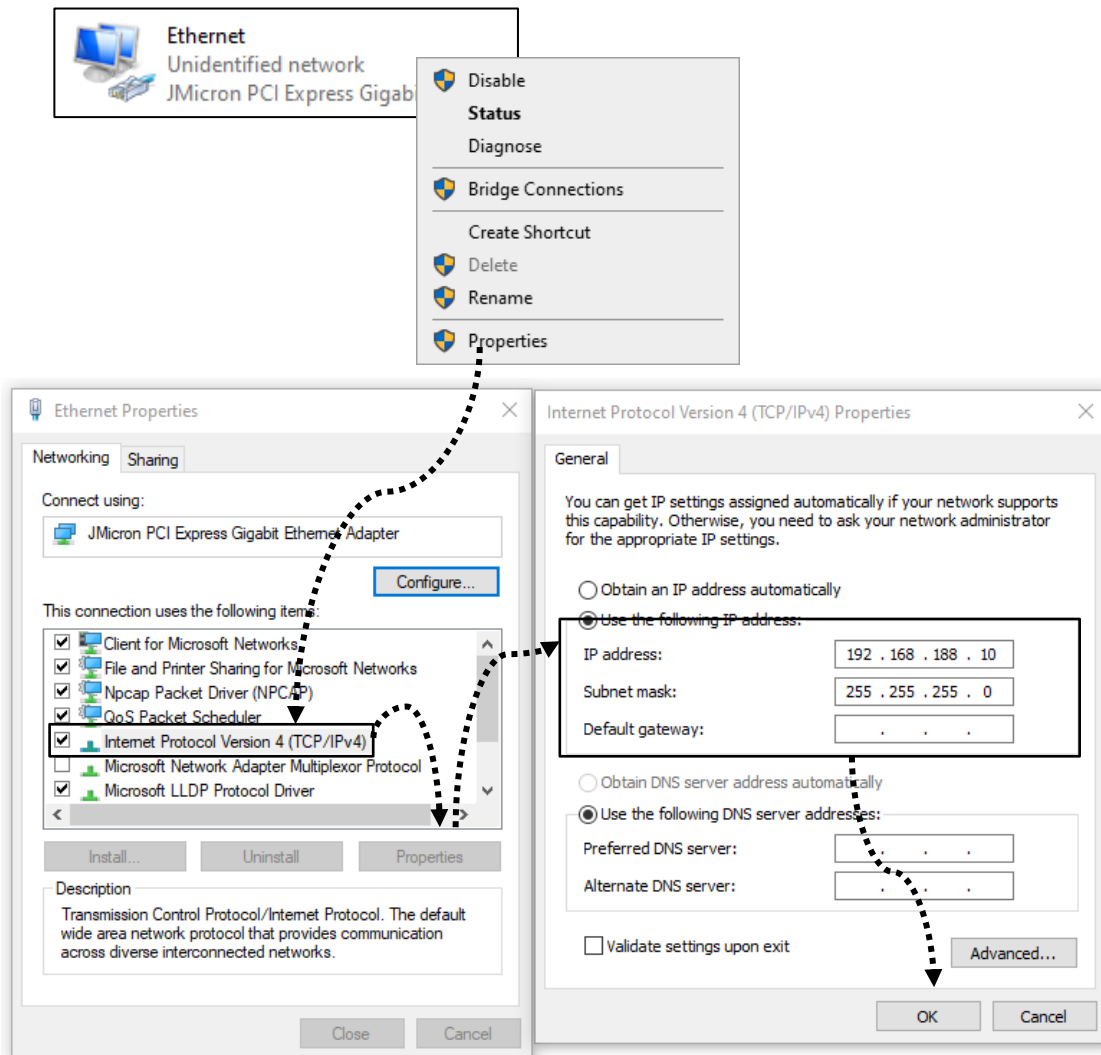 Ethernet
Unidentified network
JMicron PCI Express Gigabi
Disable
Status
Diagnose
Bridge Connections
Create Shortcut
Delete
Rename
Properties
Ethernet Properties
Networking
Sharing
Connect using:
JMicron PCI Express Gigabit Ethernet Adapter
Configure...
This connection uses the following items:
Client for Microsoft Networks
File and Printer Sharing for Microsoft Networks
Npcap Packet Driver (NPCAP)
QoS Packet Scheduler
Internet Protocol Version 4 (TCP/IPv4)
Microsoft Network Adapter Multiplexor Protocol
Microsoft LLDP Protocol Driver
Install...
Uninstall
Properties
Description
Transmission Control Protocol/Internet Protocol. The default
wide area network protocol that provides communication
across diverse interconnected networks.
Close
Cancel
Internet Protocol Version 4 (TCP/IPv4) Properties
General
You can get IP settings assigned automatically if your network supports
this capability. Otherwise, you need to ask your network administrator
for the appropriate IP settings.
Obtain an IP address automatically
Use the following IP address:
IP address:
192 . 168 . 188 . 10
Subnet mask:
255 . 255 . 255 . 0
Default gateway:
. . .
Obtain DNS server address automatically
Use the following DNS server addresses:
Preferred DNS server:
. . .
Alternate DNS server:
. . .
Validate settings upon exit
Advanced...
OK
Cancel